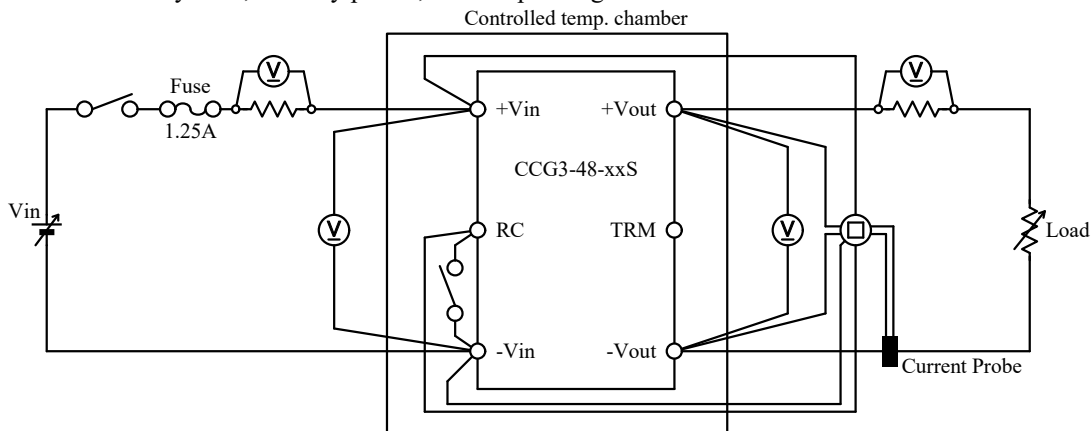 Controlled temp. chamber
V
V
Fuse
1.25A
+Vin
+Vout
CCG3-48-xxS
Vin
V
RC
TRM
V
Load
-Vin
-Vout
Current Probe